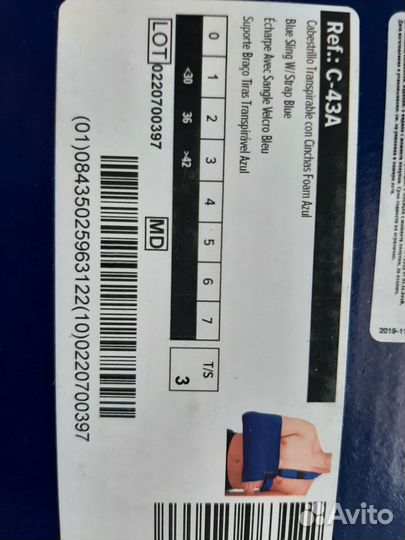 Ref.: C-43A
Cabestrillo Transpirable con Cinchas Foam Azul
Blue Sling W/ Strap Blue
Écharpe Avec Sangle Velcro Bleu
Suporte Braço Tiras Transpirável Azul
0 1 2 3 4 5 6 7 T/S
<30 36 >42 3
LOT 0220700397 MD
(01)08435025963122(10)0220700397
2019-11
Avito